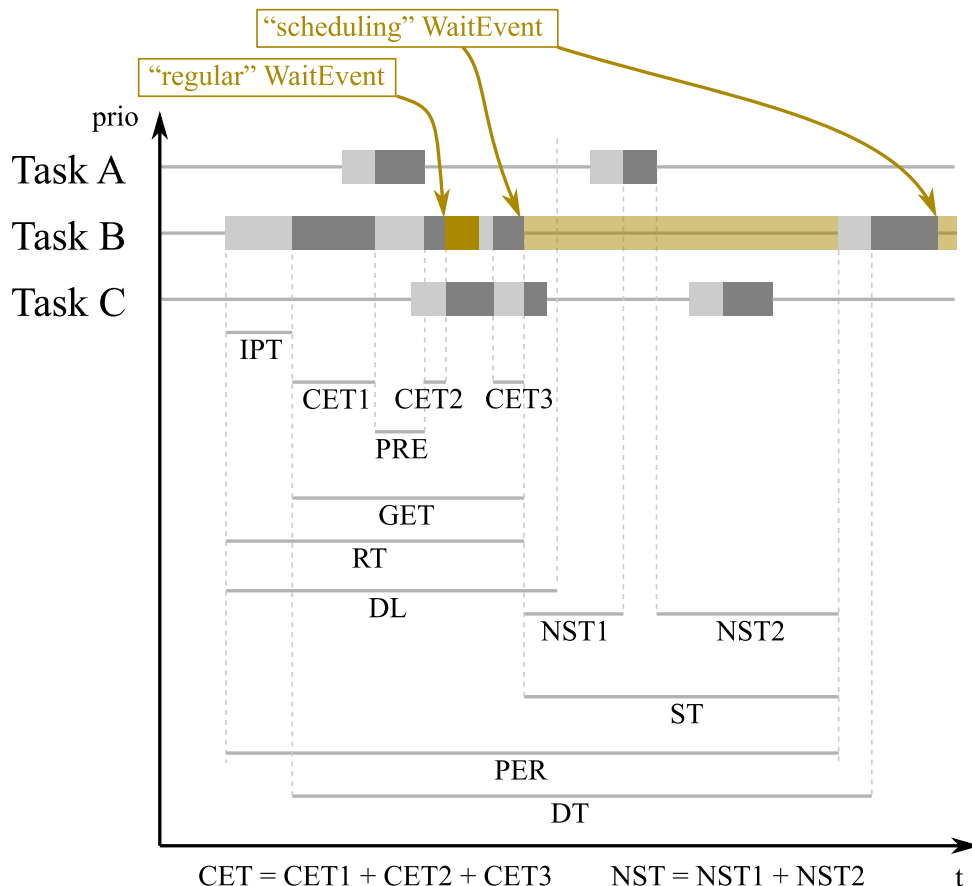 “scheduling” WaitEvent
“regular” WaitEvent
prio
Task A
Task B
Task C
IPT
CET1 CET2 CET3
PRE
GET
RT
DL
NST1 NST2
ST
PER
DT
CET = CET1 + CET2 + CET3 NST = NST1 + NST2 t